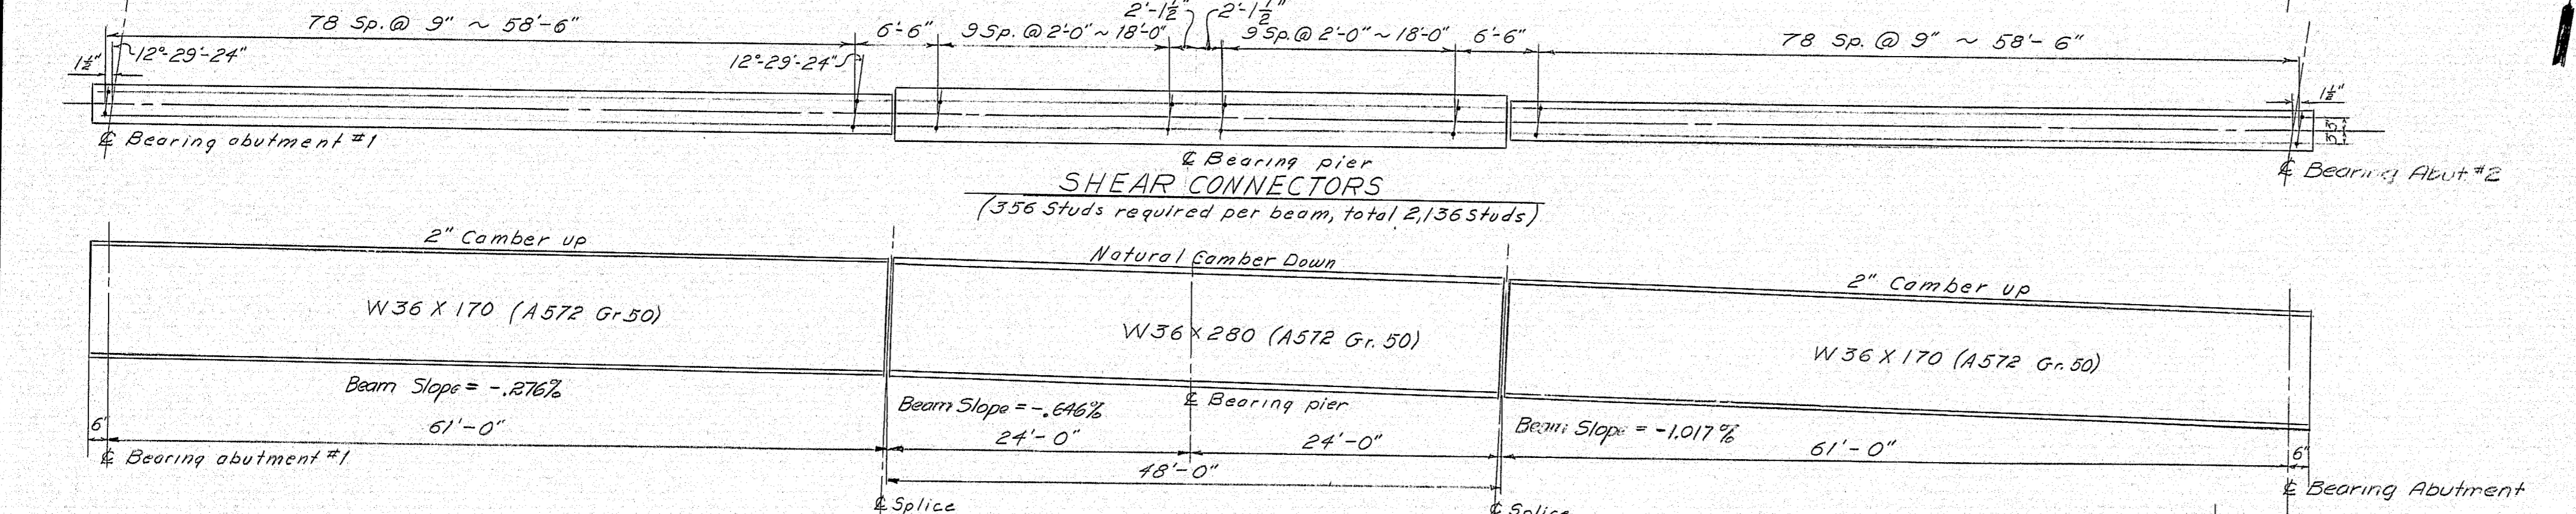 78 Sp. @ 9" ~ 58'-6"
6'-6"
9 Sp. @ 2'-0" ~ 18'-0"
2'-1½"
2'-1½"
9 Sp. @ 2'-0" ~ 18'-0"
6'-6"
78 Sp. @ 9" ~ 58'-6"
1½"
12°-29'-24"
12°-29'-24"
1½"
3"
3"
℄ Bearing abutment #1
℄ Bearing pier
℄ Bearing Abut #2
SHEAR CONNECTORS
(356 Studs required per beam, total 2,136 Studs)
2" Camber up
Natural Camber Down
2" Camber up
W 36 X 170 (A572 Gr 50)
W 36 X 280 (A572 Gr. 50)
W 36 X 170 (A572 Gr. 50)
Beam Slope = -.276%
Beam Slope = -.646%
℄ Bearing pier
Beam Slope = -1.017%
6"
61'-0"
24'-0"
24'-0"
61'-0"
6"
℄ Bearing abutment #1
48'-0"
℄ Bearing Abutment
℄ Splice
℄ Splice